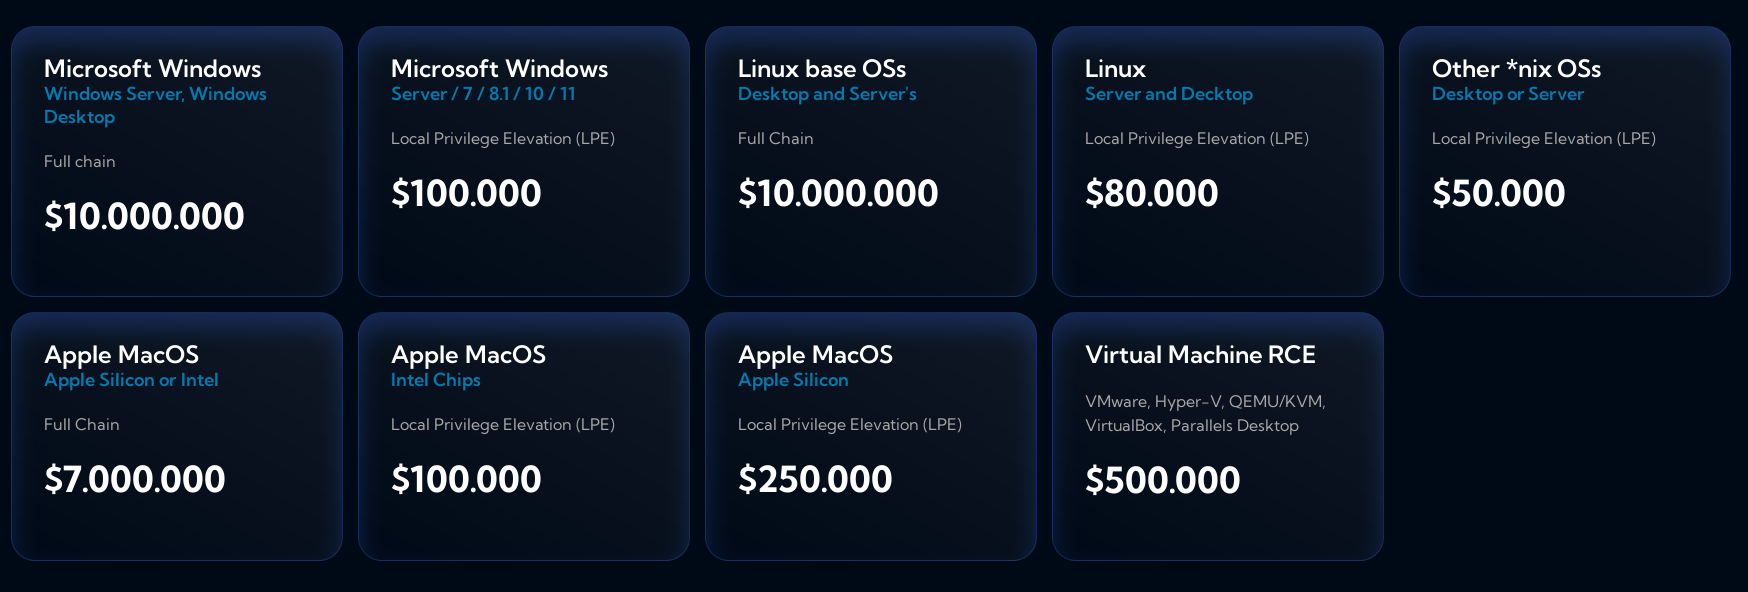 Microsoft Windows
Windows Server, Windows
Desktop
Full chain
$10.000.000
Microsoft Windows
Server / 7 / 8.1 / 10 / 11
Local Privilege Elevation (LPE)
$100.000
Linux base OSs
Desktop and Server's
Full Chain
$10.000.000
Linux
Server and Decktop
Local Privilege Elevation (LPE)
$80.000
Other *nix OSs
Desktop or Server
Local Privilege Elevation (LPE)
$50.000
Apple MacOS
Apple Silicon or Intel
Full Chain
$7.000.000
Apple MacOS
Intel Chips
Local Privilege Elevation (LPE)
$100.000
Apple MacOS
Apple Silicon
Local Privilege Elevation (LPE)
$250.000
Virtual Machine RCE
VMware, Hyper-V, QEMU/KVM,
VirtualBox, Parallels Desktop
$500.000